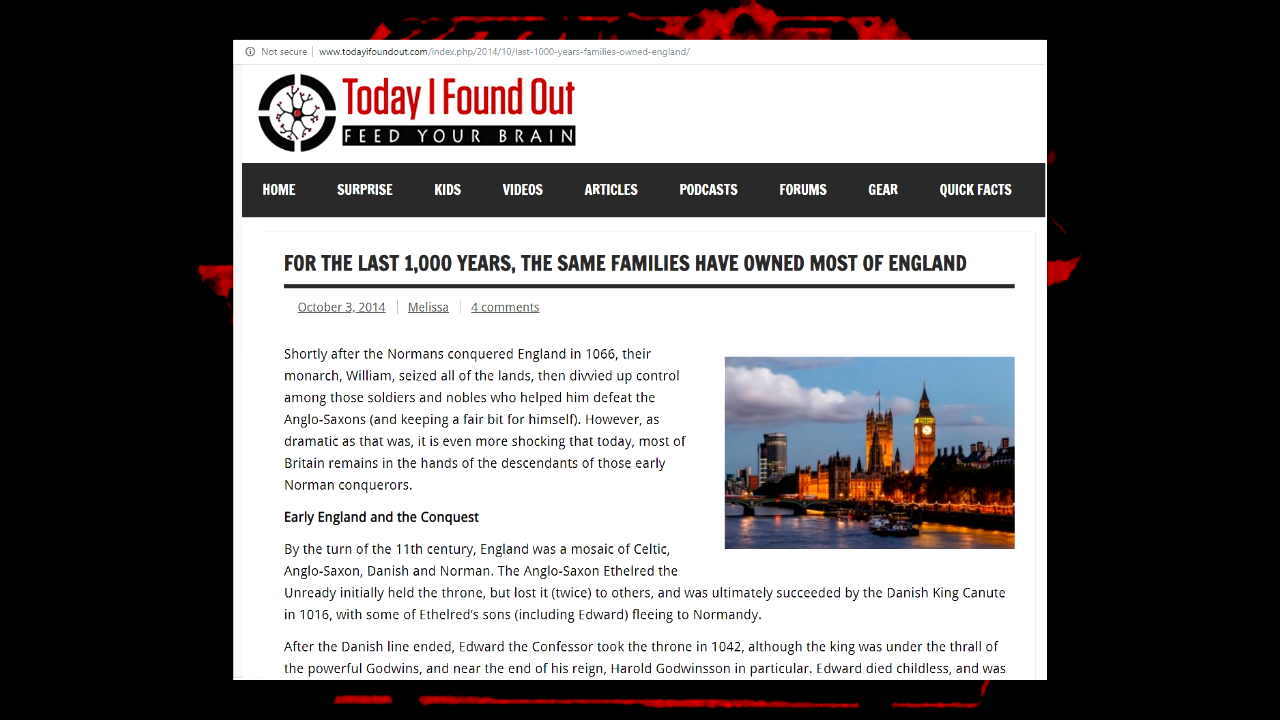 Not secure www.todayifoundout.com/index.php/2014/10/last-1000-years-families-owned-england/
Today I Found Out
FEED YOUR BRAIN
HOME SURPRISE KIDS VIDEOS ARTICLES PODCASTS FORUMS GEAR QUICK FACTS
FOR THE LAST 1,000 YEARS, THE SAME FAMILIES HAVE OWNED MOST OF ENGLAND
October 3, 2014 Melissa 4 comments
Shortly after the Normans conquered England in 1066, their
monarch, William, seized all of the lands, then divvied up control
among those soldiers and nobles who helped him defeat the
Anglo-Saxons (and keeping a fair bit for himself). However, as
dramatic as that was, it is even more shocking that today, most of
Britain remains in the hands of the descendants of those early
Norman conquerors.
Early England and the Conquest
By the turn of the 11th century, England was a mosaic of Celtic,
Anglo-Saxon, Danish and Norman. The Anglo-Saxon Ethelred the
Unready initially held the throne, but lost it (twice) to others, and was ultimately succeeded by the Danish King Canute
in 1016, with some of Ethelred's sons (including Edward) fleeing to Normandy.
After the Danish line ended, Edward the Confessor took the throne in 1042, although the king was under the thrall of
the powerful Godwins, and near the end of his reign, Harold Godwinsson in particular. Edward died childless, and was